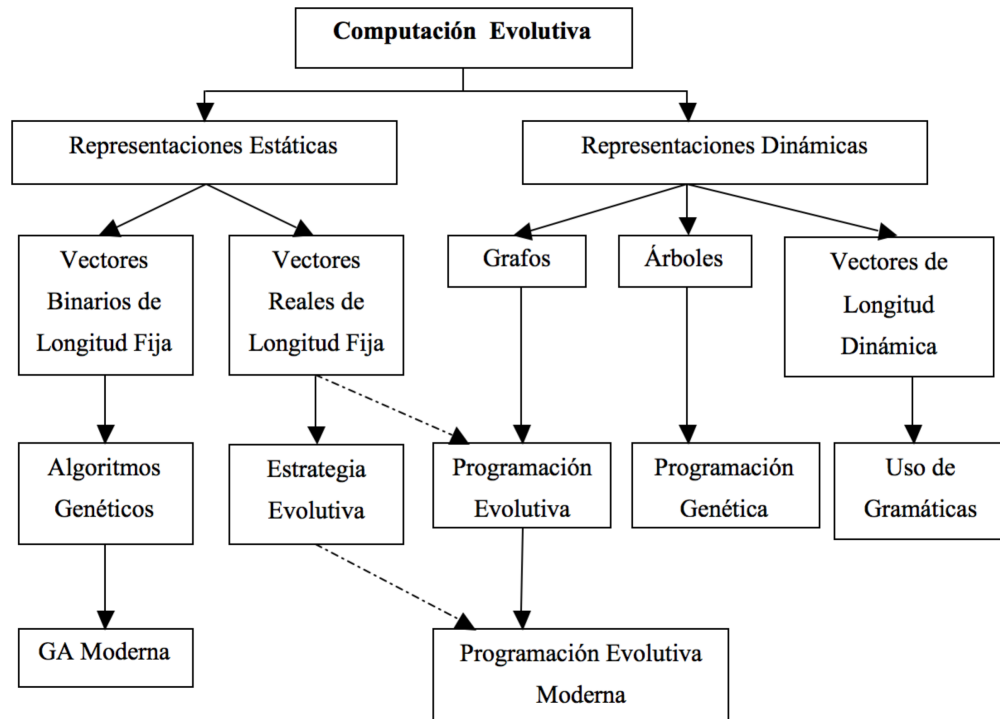 Computación Evolutiva
Representaciones Estáticas
Representaciones Dinámicas
Vectores
Binarios de
Longitud Fija
Vectores
Reales de
Longitud Fija
Grafos
Árboles
Vectores de
Longitud
Dinámica
Algoritmos
Genéticos
Estrategia
Evolutiva
Programación
Evolutiva
Programación
Genética
Uso de
Gramáticas
GA Moderna
Programación Evolutiva
Moderna